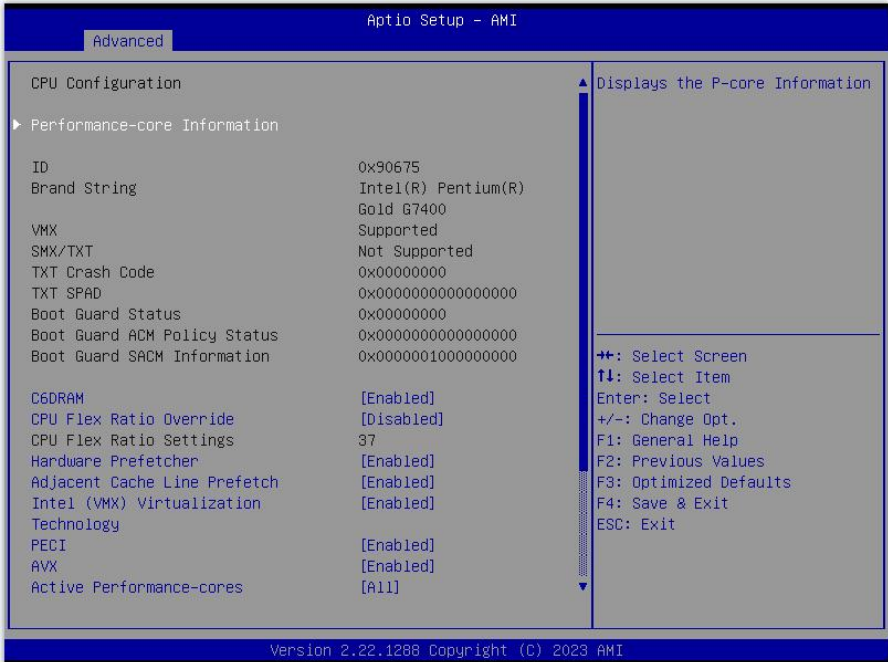 Aptio Setup – AMI
Advanced
CPU Configuration
Performance-core Information
ID 0x90675
Brand String Intel(R) Pentium(R)
Gold G7400
VMX Supported
SMX/TXT Not Supported
TXT Crash Code 0x00000000
TXT SPAD 0x0000000000000000
Boot Guard Status 0x00000000
Boot Guard ACM Policy Status 0x0000000000000000
Boot Guard SACM Information 0x0000001000000000
C6DRAM [Enabled]
CPU Flex Ratio Override [Disabled]
CPU Flex Ratio Settings 37
Hardware Prefetcher [Enabled]
Adjacent Cache Line Prefetch [Enabled]
Intel (VMX) Virtualization [Enabled]
Technology
PECI [Enabled]
AVX [Enabled]
Active Performance-cores [All]
Displays the P-core Information
→←: Select Screen
↑↓: Select Item
Enter: Select
+/-: Change Opt.
F1: General Help
F2: Previous Values
F3: Optimized Defaults
F4: Save & Exit
ESC: Exit
Version 2.22.1288 Copyright (C) 2023 AMI